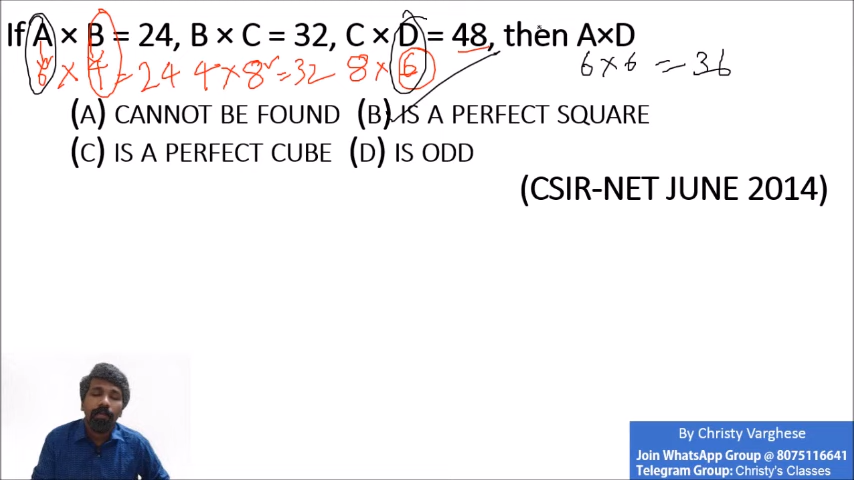 If A × B = 24, B × C = 32, C × D = 48, then A×D
6 × 4 = 24 4 × 8 = 32 8 × 6 6 × 6 = 36
(A) CANNOT BE FOUND (B) IS A PERFECT SQUARE
(C) IS A PERFECT CUBE (D) IS ODD
(CSIR-NET JUNE 2014)
By Christy Varghese
Join WhatsApp Group @ 8075116641
Telegram Group: Christy's Classes